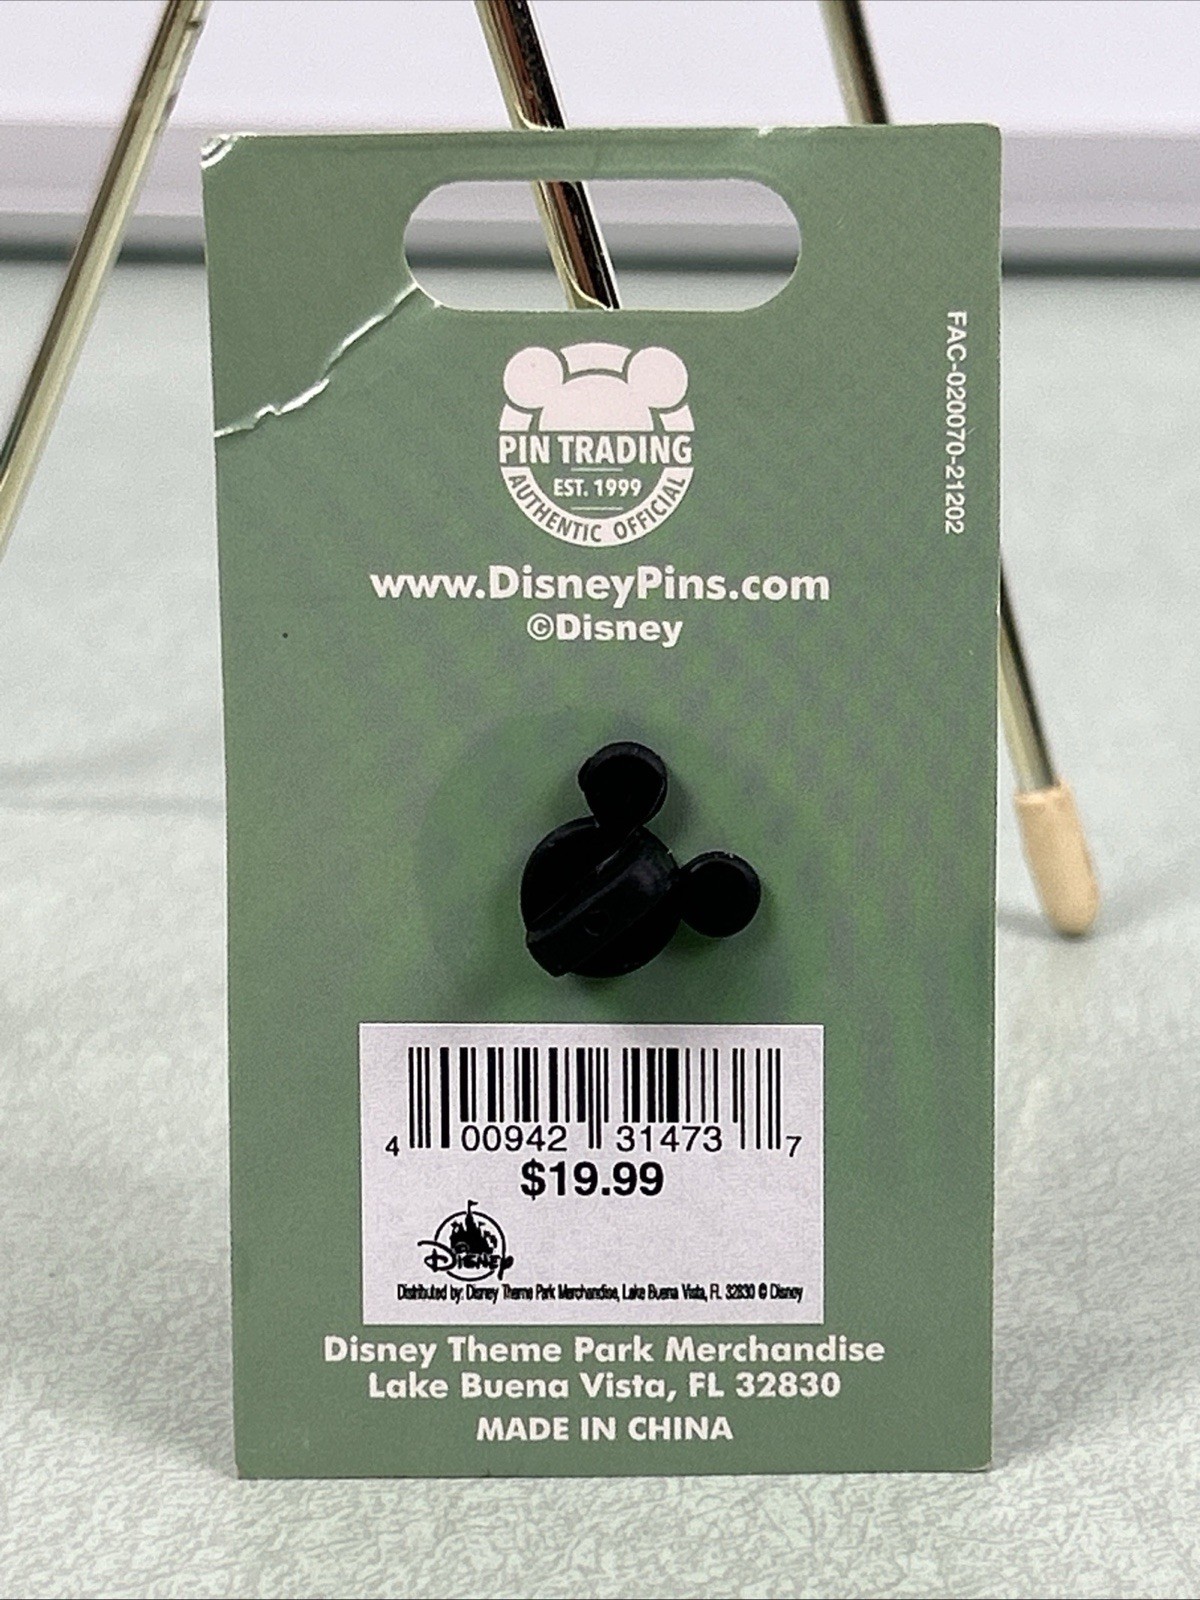 PIN TRADING
EST. 1999
AUTHENTIC OFFICIAL
www.DisneyPins.com
©Disney
FAC-020070-21202
4 00942 31473 7
$19.99
Disney
Distributed by: Disney Theme Park Merchandise, Lake Buena Vista, FL 32830 © Disney
Disney Theme Park Merchandise
Lake Buena Vista, FL 32830
MADE IN CHINA